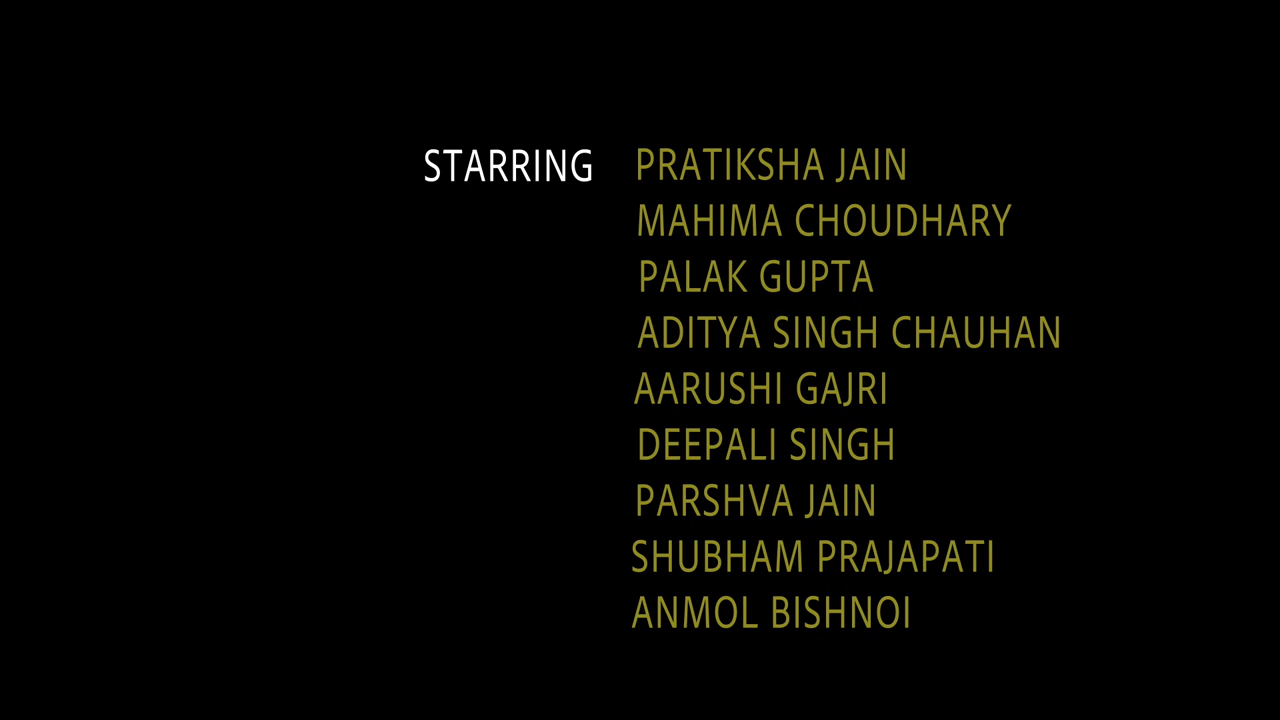 STARRING PRATIKSHA JAIN
MAHIMA CHOUDHARY
PALAK GUPTA
ADITYA SINGH CHAUHAN
AARUSHI GAJRI
DEEPALI SINGH
PARSHVA JAIN
SHUBHAM PRAJAPATI
ANMOL BISHNOI